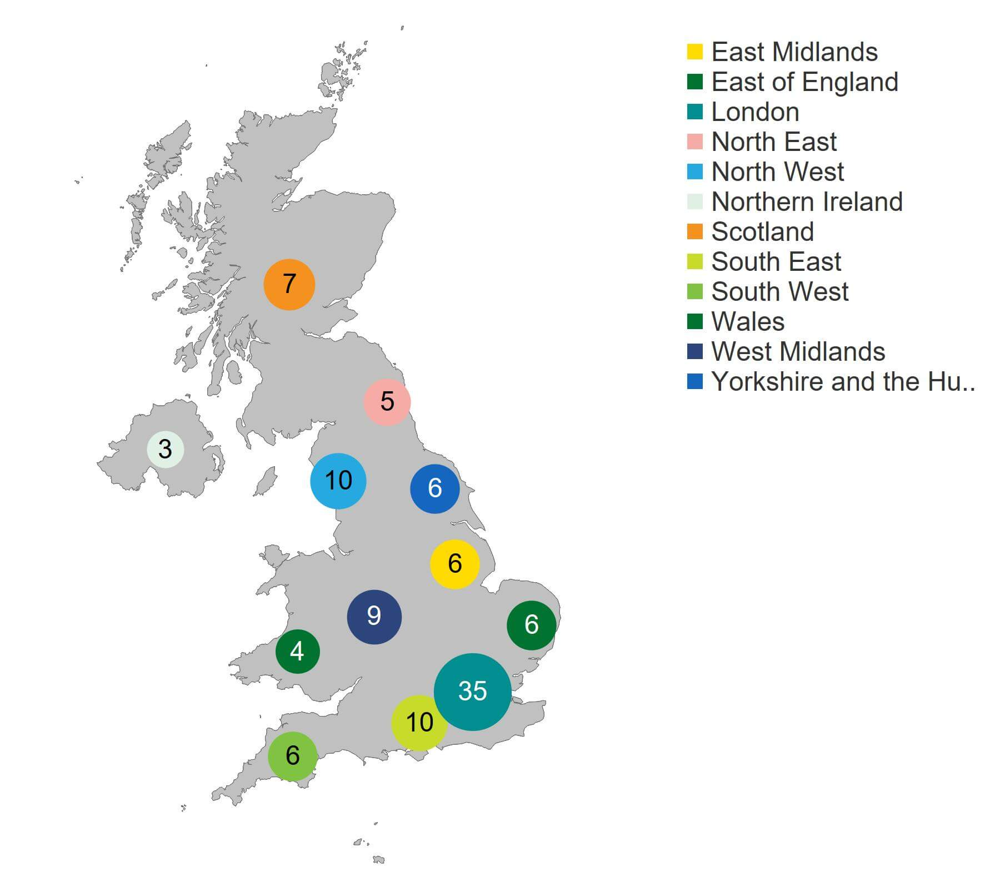 East Midlands
East of England
London
North East
North West
Northern Ireland
Scotland
South East
South West
Wales
West Midlands
Yorkshire and the Hu..
7
5
3
10
6
6
9
6
4
35
10
6